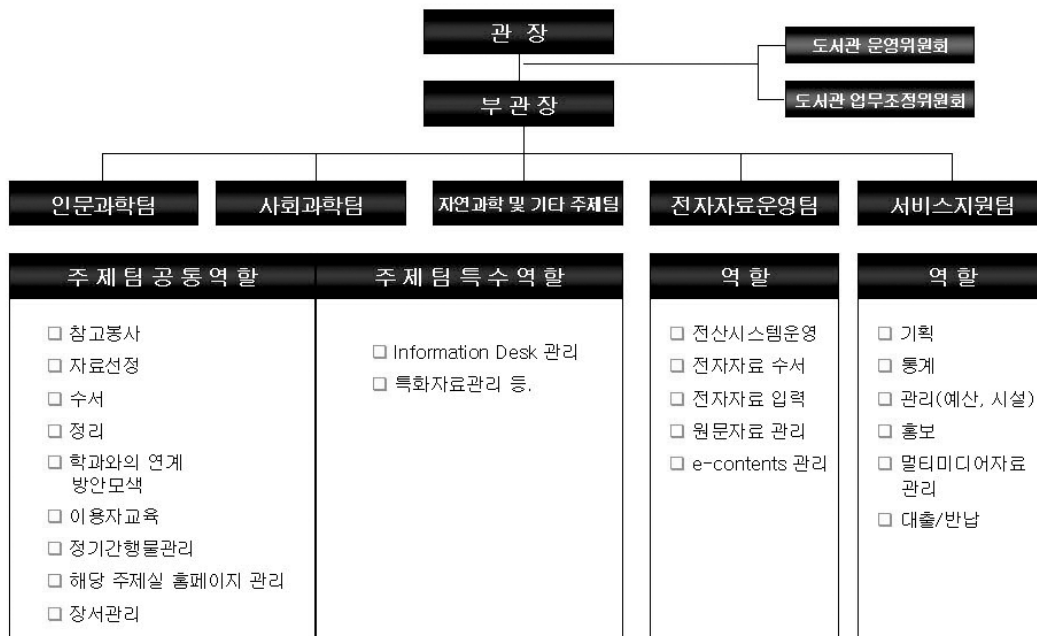 관 장
도서관 운영위원회
부 관 장
도서관 업무조정위원회
인문과학팀
사회과학팀
자연과학 및 기타 주제팀
전자자료운영팀
서비스지원팀
주 제 팀 공 통 역 할
참고봉사
자료선정
수서
정리
학과와의 연계
방안모색
이용자교육
정기간행물관리
해당 주제실 홈페이지 관리
장서관리
주 제 팀 특 수 역 할
Information Desk 관리
특화자료관리 등.
역 할
전산시스템운영
전자자료 수서
전자자료 입력
원문자료 관리
e-contents 관리
역 할
기획
통계
관리(예산, 시설)
홍보
멀티미디어자료
관리
대출/반납